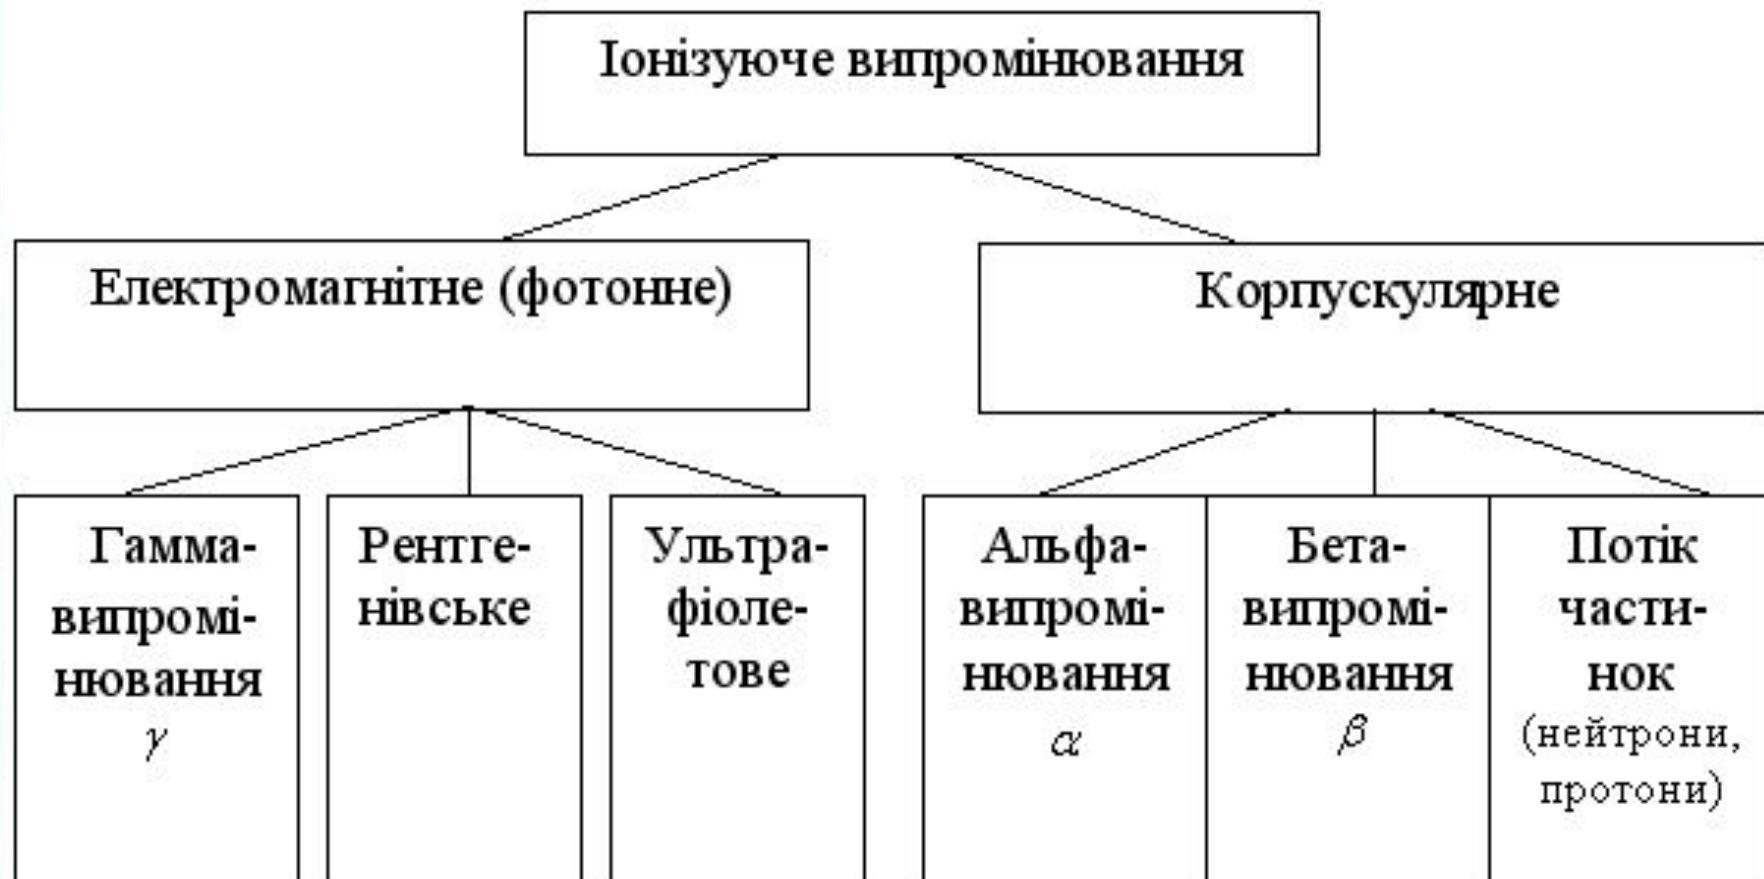 Іонізуюче випромінювання
Електромагнітне (фотонне)
Корпускулярне
Гамма-
випромі-
нювання
γ
Рентге-
нівське
Ультра-
фіоле-
тове
Альфа-
випромі-
нювання
α
Бета-
випромі-
нювання
β
Потік
части-
нок
(нейтрони,
протони)